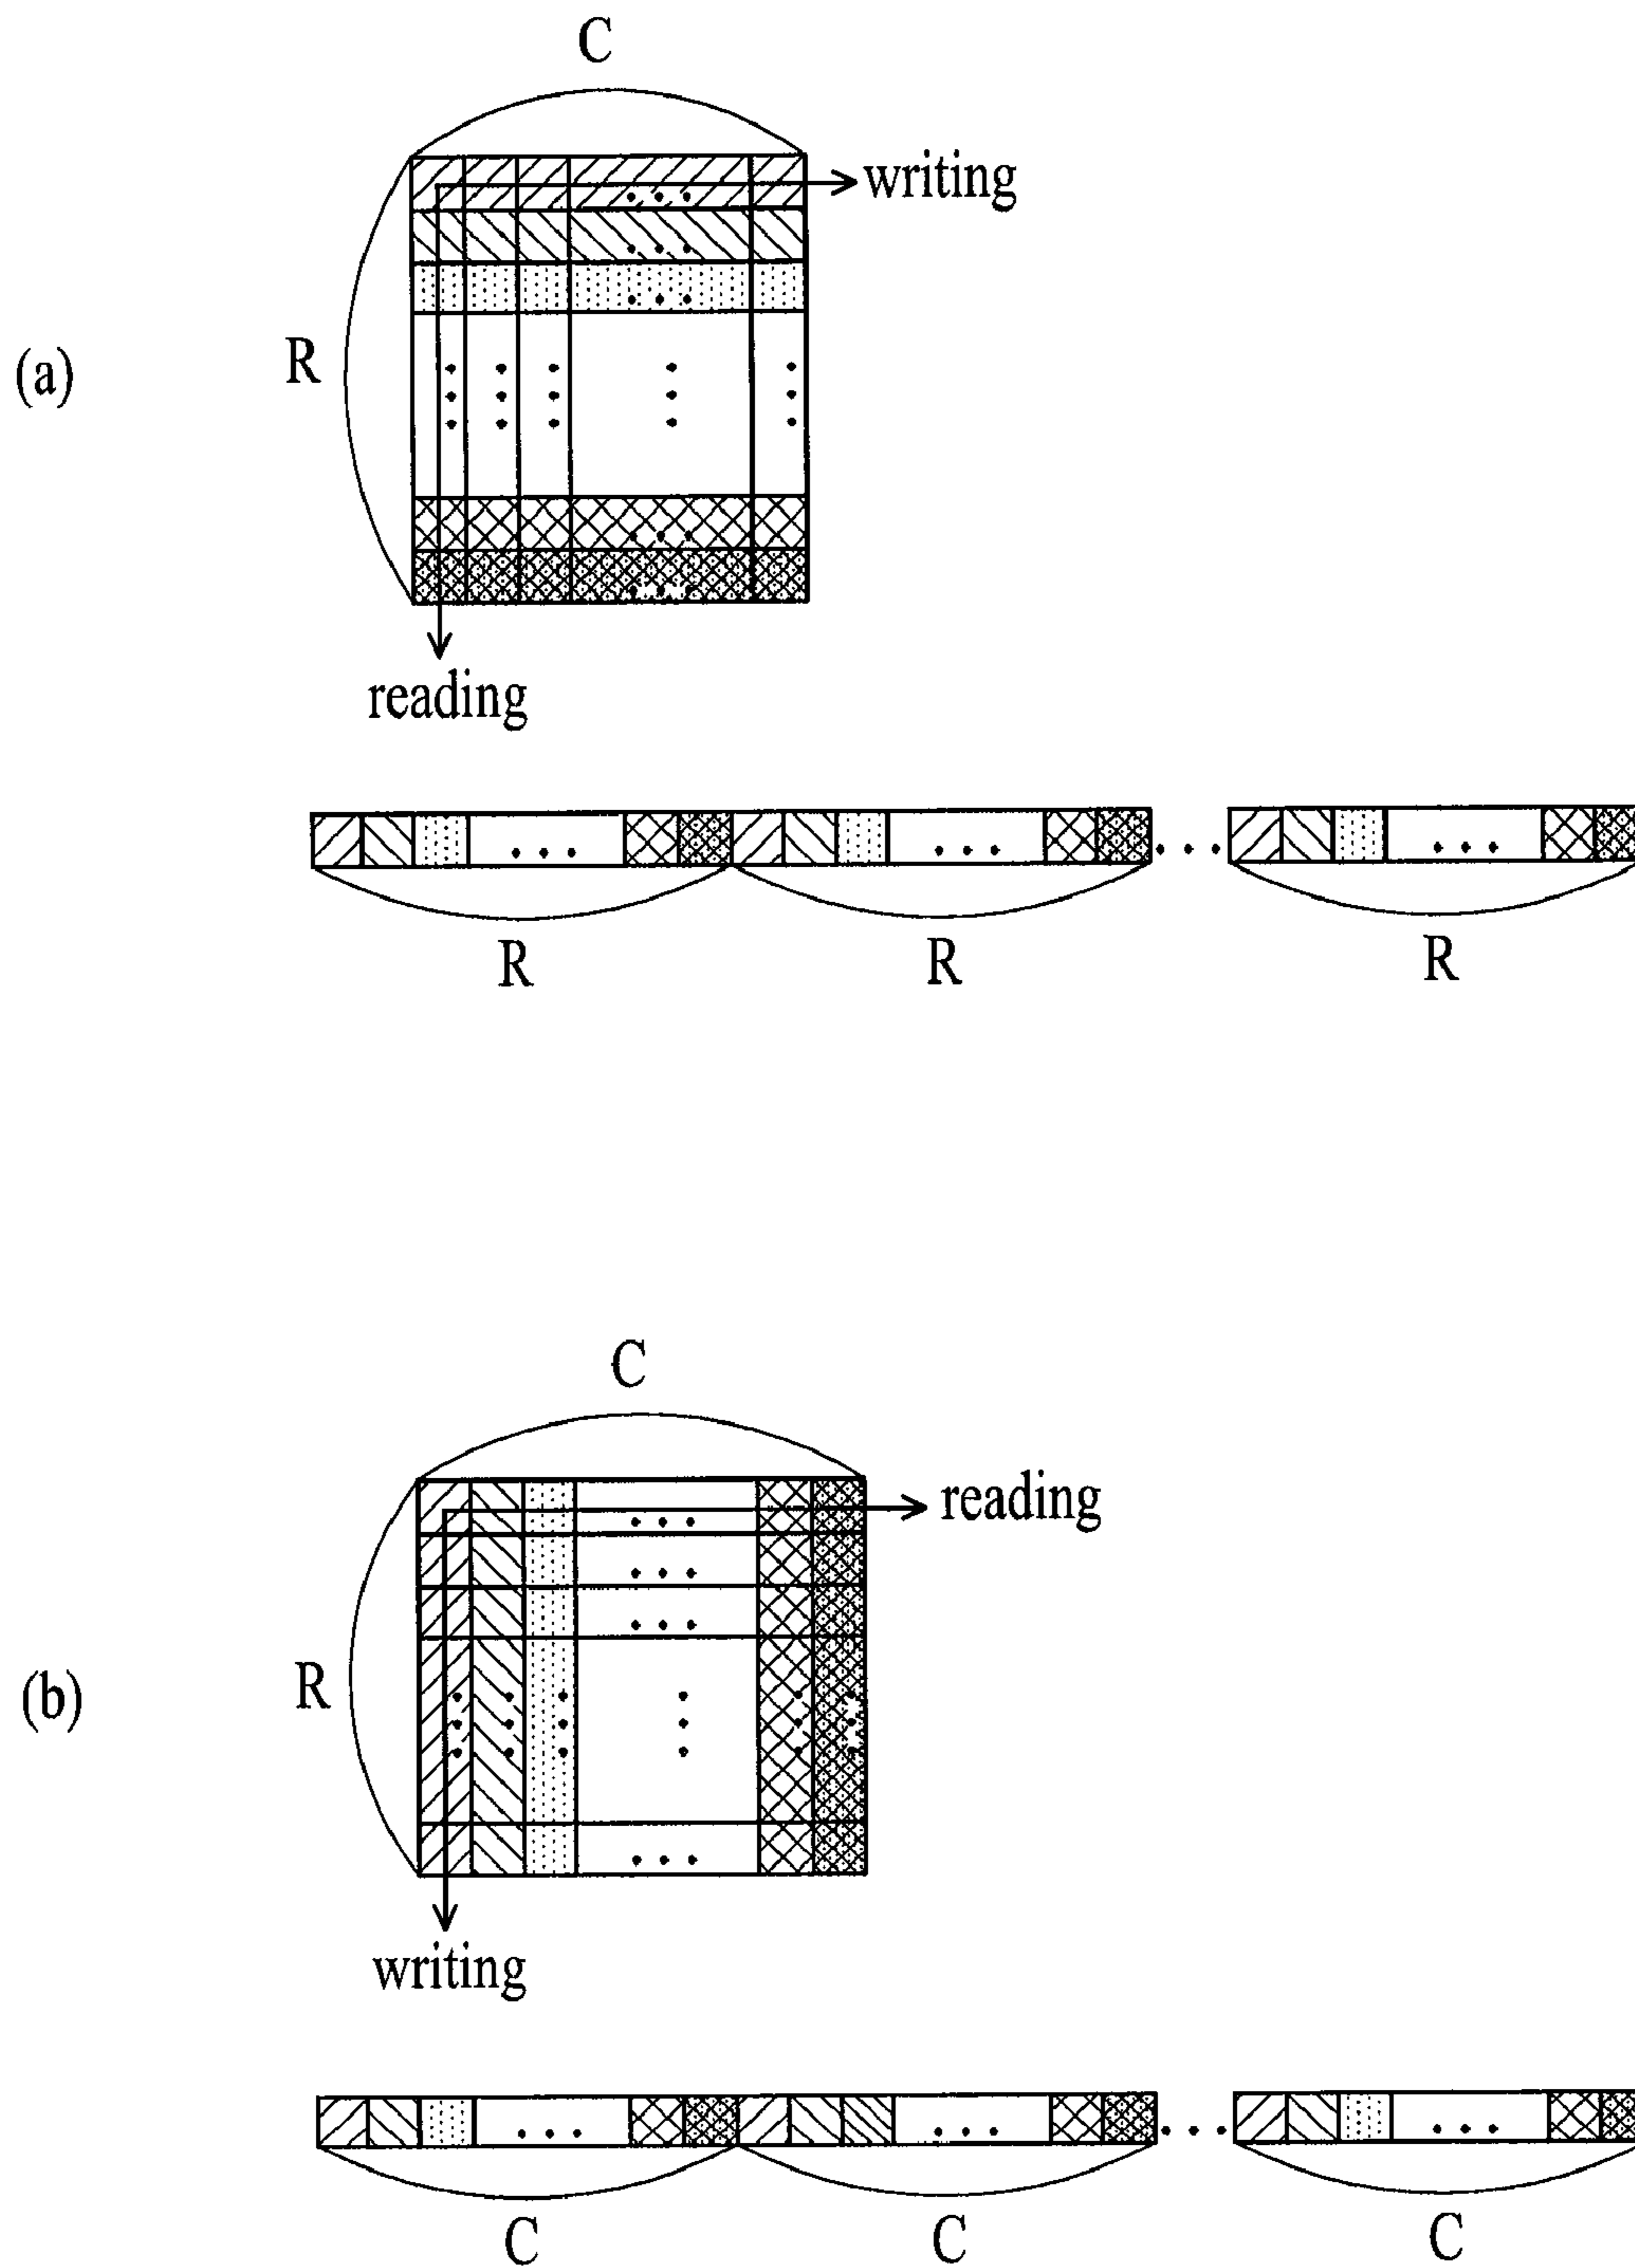 C
writing
(a)
R
reading
R R R
C
reading
(b)
R
writing
C C C